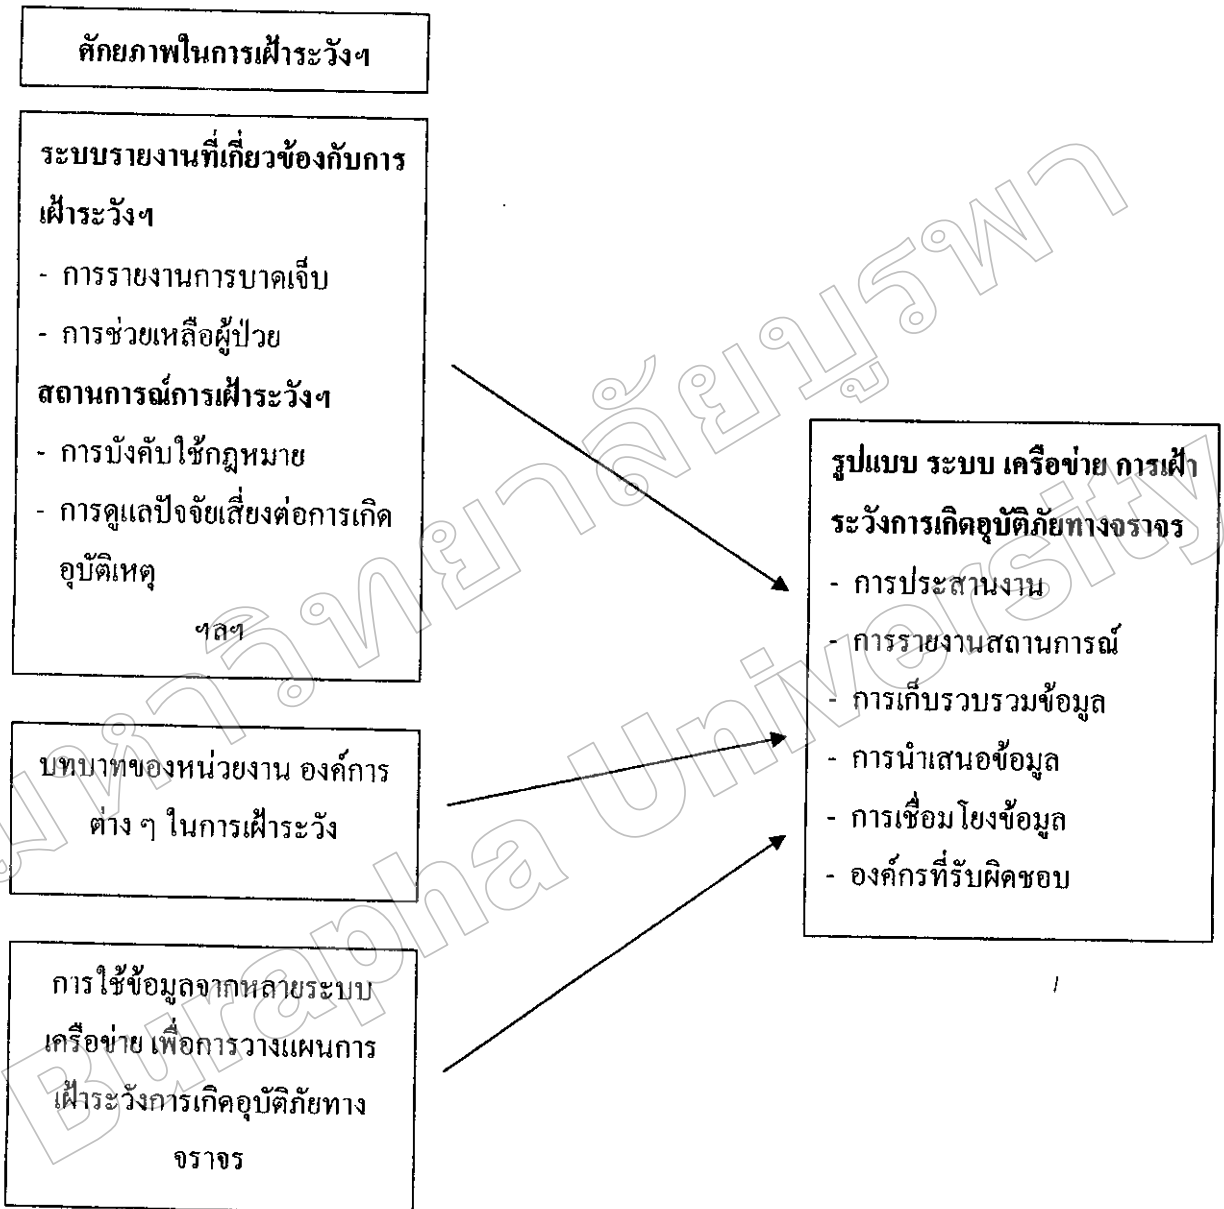 ศักยภาพในการเฝ้าระวังฯ
ระบบรายงานที่เกี่ยวข้องกับการ
เฝ้าระวังฯ
- การรายงานการบาดเจ็บ
- การช่วยเหลือผู้ป่วย
สถานการณ์การเฝ้าระวังฯ
- การบังคับใช้กฎหมาย
- การดูแลปัจจัยเสี่ยงต่อการเกิด
อุบัติเหตุ
ฯลฯ
บทบาทของหน่วยงาน องค์การ
ต่าง ๆ ในการเฝ้าระวัง
การใช้ข้อมูลจากหลายระบบ
เครือข่าย เพื่อการวางแผนการ
เฝ้าระวังการเกิดอุบัติภัยทาง
จราจร
รูปแบบ ระบบ เครือข่าย การเฝ้า
ระวังการเกิดอุบัติภัยทางจราจร
- การประสานงาน
- การรายงานสถานการณ์
- การเก็บรวบรวมข้อมูล
- การนำเสนอข้อมูล
- การเชื่อมโยงข้อมูล
- องค์กรที่รับผิดชอบ
มหาวิทยาลัยบูรพา
Burapha University